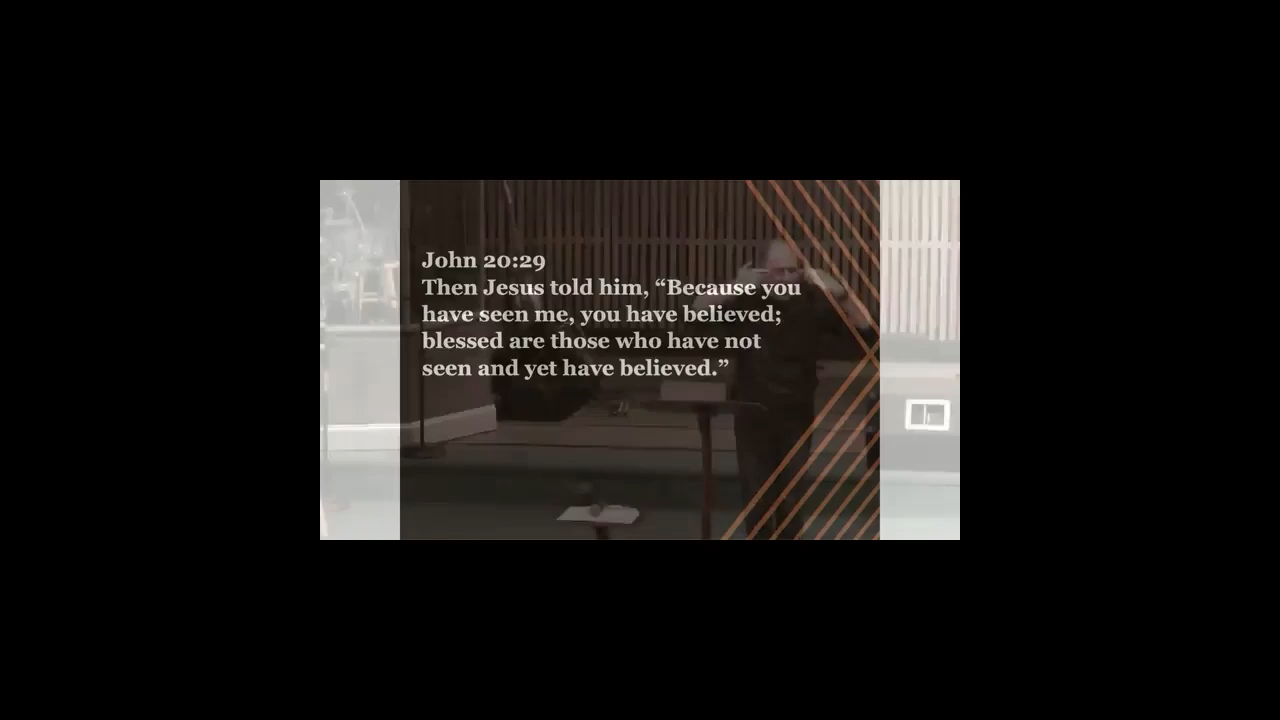 John 20:29
Then Jesus told him, “Because you
have seen me, you have believed;
blessed are those who have not
seen and yet have believed.”